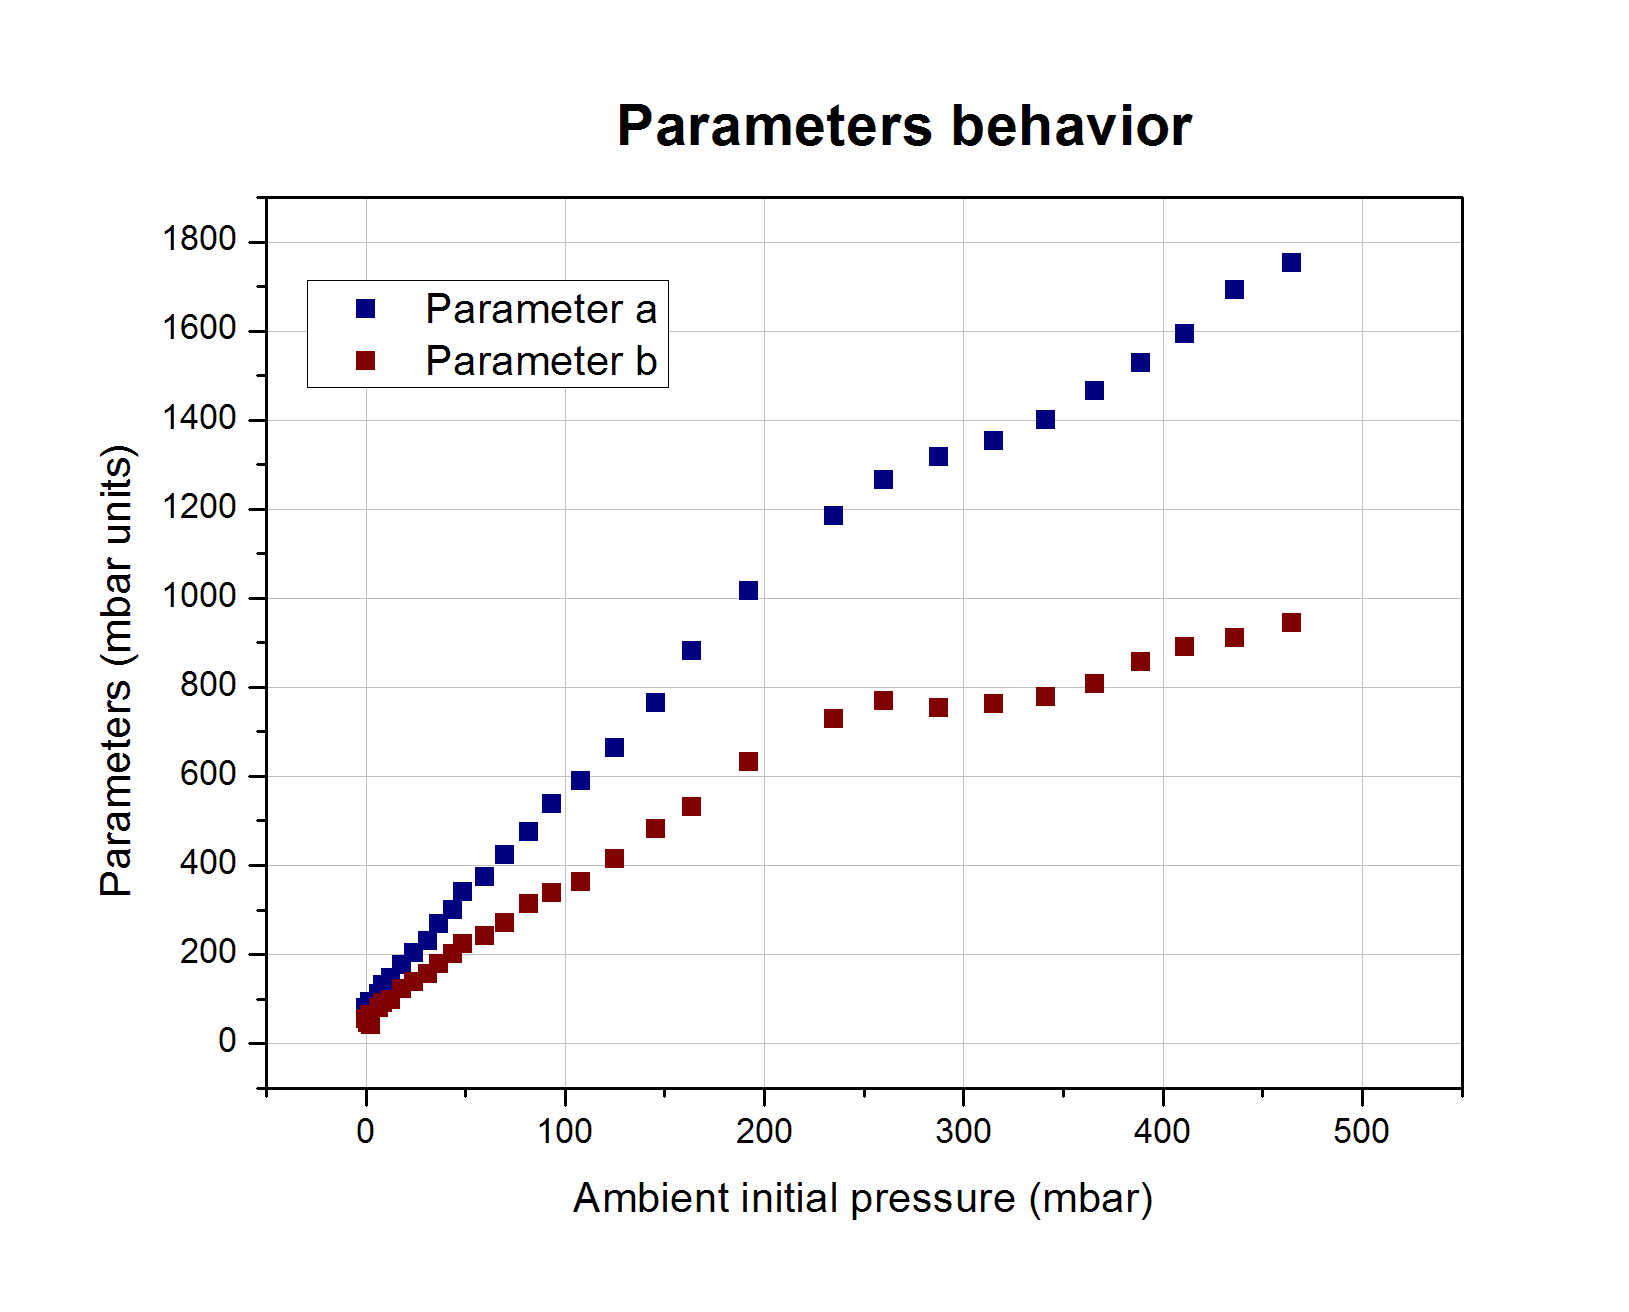 Parameters behavior
1800
1600
1400
1200
1000
800
600
400
200
0
Parameter a
Parameter b
Parameters (mbar units)
0 100 200 300 400 500
Ambient initial pressure (mbar)